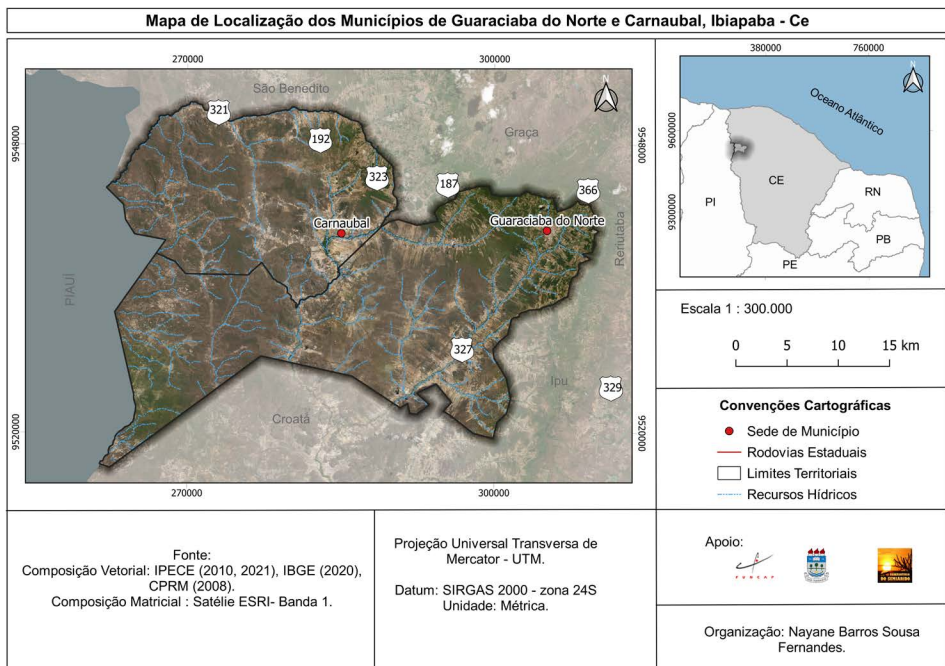 Mapa de Localização dos Municípios de Guaraciaba do Norte e Carnaubal, Ibiapaba - Ce
270000
300000
9548000
9520000
São Benedito
N
321
192
Graça
323
187
366
Carnaubal
Guaraciaba do Norte
Reriutaba
PIAUÍ
327
Ipu
329
Croatá
9548000
9520000
270000
300000
380000
760000
N
Oceano Atlântico
9600000
9300000
CE
PI
RN
PB
PE
Escala 1 : 300.000
0 5 10 15 km
Convenções Cartográficas
Sede de Município
Rodovias Estaduais
Limites Territoriais
Recursos Hídricos
Fonte:
Composição Vetorial: IPECE (2010, 2021), IBGE (2020),
CPRM (2008).
Composição Matricial : Satélie ESRI- Banda 1.
Projeção Universal Transversa de
Mercator - UTM.
Datum: SIRGAS 2000 - zona 24S
Unidade: Métrica.
Apoio:
FUNCAP
Organização: Nayane Barros Sousa
Fernandes.